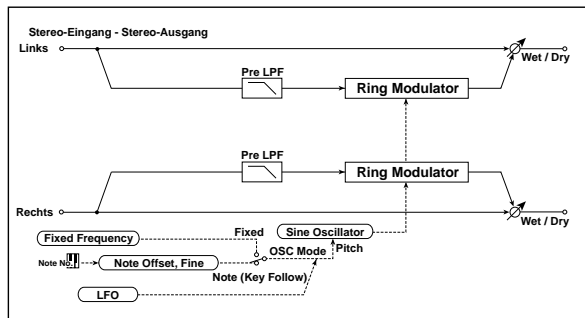 Stereo-Eingang - Stereo-Ausgang
Links
Wet / Dry
Pre LPF
Ring Modulator
Pre LPF
Ring Modulator
Rechts
Wet / Dry
Fixed Frequency
Fixed
Sine Oscillator
OSC Mode
Pitch
Note No.
Note Offset, Fine
Note (Key Follow)
LFO